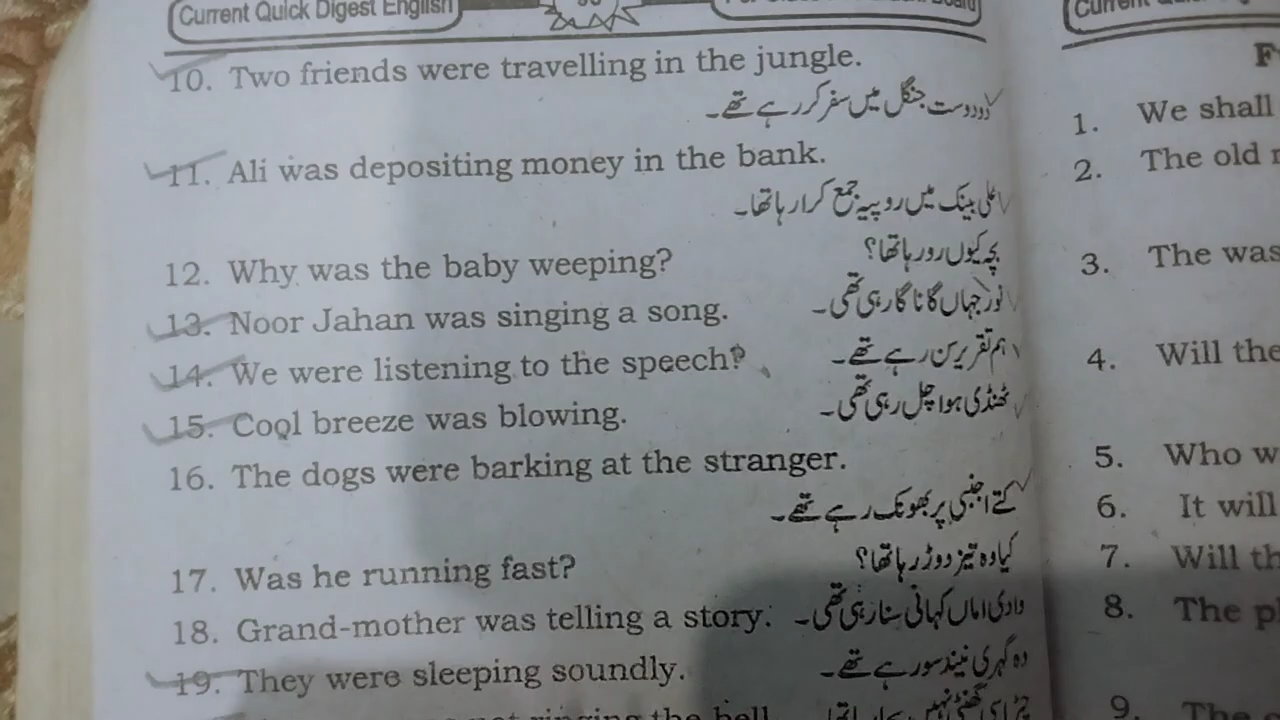 Current Quick Digest English
10. Two friends were travelling in the jungle.
دو دوست جنگل میں سفر کر رہے تھے۔
11. Ali was depositing money in the bank.
علی بینک میں روپیہ جمع کرا رہا تھا۔
12. Why was the baby weeping? بچہ کیوں رو رہا تھا؟
13. Noor Jahan was singing a song. نور جہاں گانا گا رہی تھی۔
14. We were listening to the speech? ہم تقریر سن رہے تھے۔
15. Cool breeze was blowing. ٹھنڈی ہوا چل رہی تھی۔
16. The dogs were barking at the stranger.
کتے اجنبی پر بھونک رہے تھے۔
17. Was he running fast? کیا وہ تیز دوڑ رہا تھا؟
18. Grand-mother was telling a story. دادی اماں کہانی سنا رہی تھی۔
19. They were sleeping soundly. وہ گہری نیند سو رہے تھے۔
ringing the bell
1. We shall
2. The old
3. The was
4. Will the
5. Who w
6. It will
7. Will th
8. The p
9. The